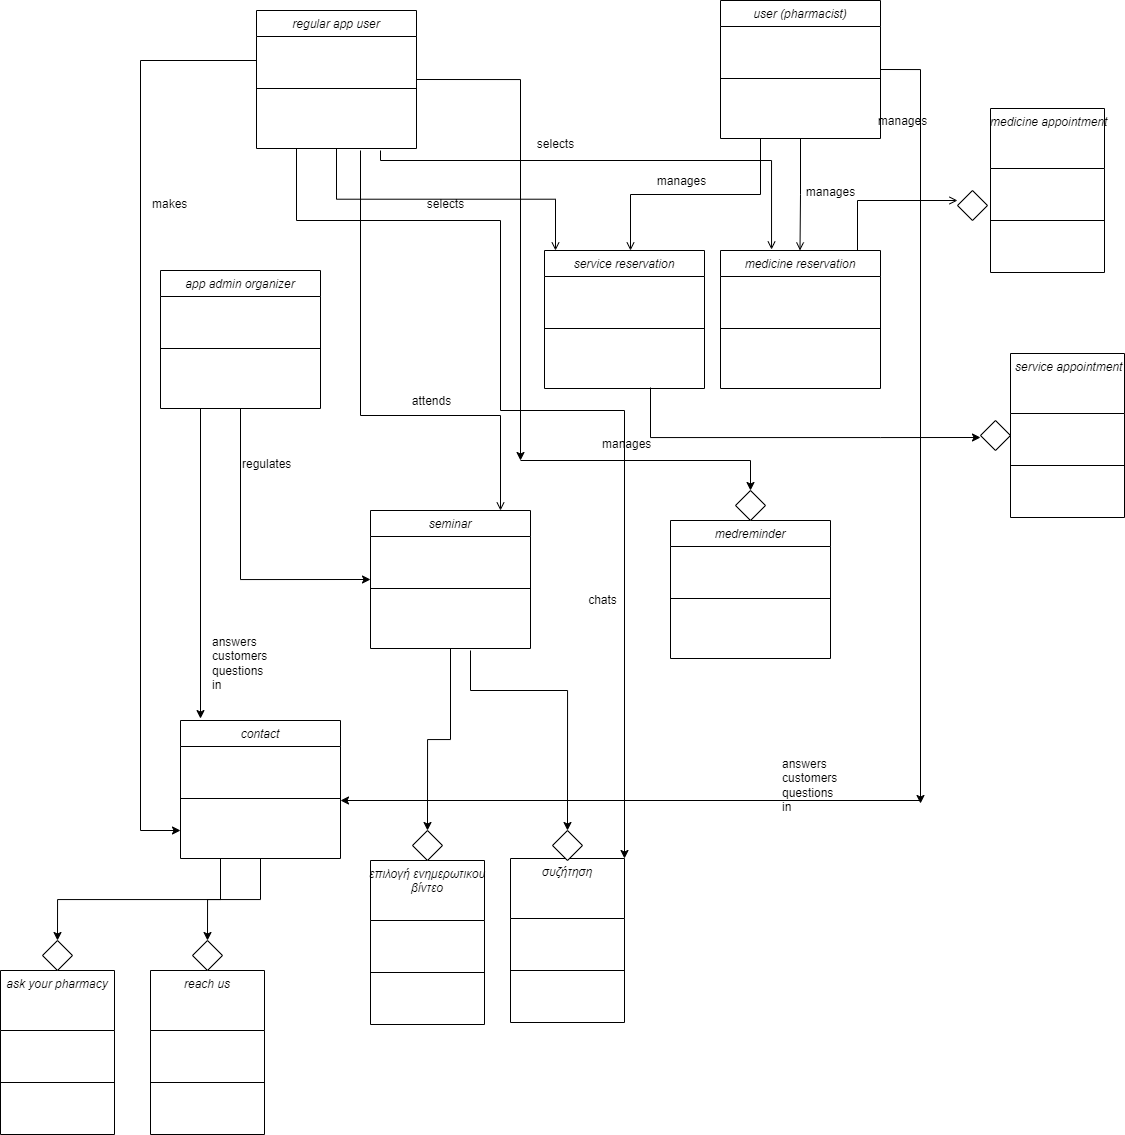 regular app user
user (pharmacist)
manages
medicine appointment
selects
manages
manages
makes
selects
service reservation
medicine reservation
app admin organizer
service appointment
attends
manages
regulates
seminar
medreminder
chats
answers
customers
questions
in
contact
answers
customers
questions
in
επιλογή ενημερωτικου
βίντεο
συζήτηση
ask your pharmacy
reach us